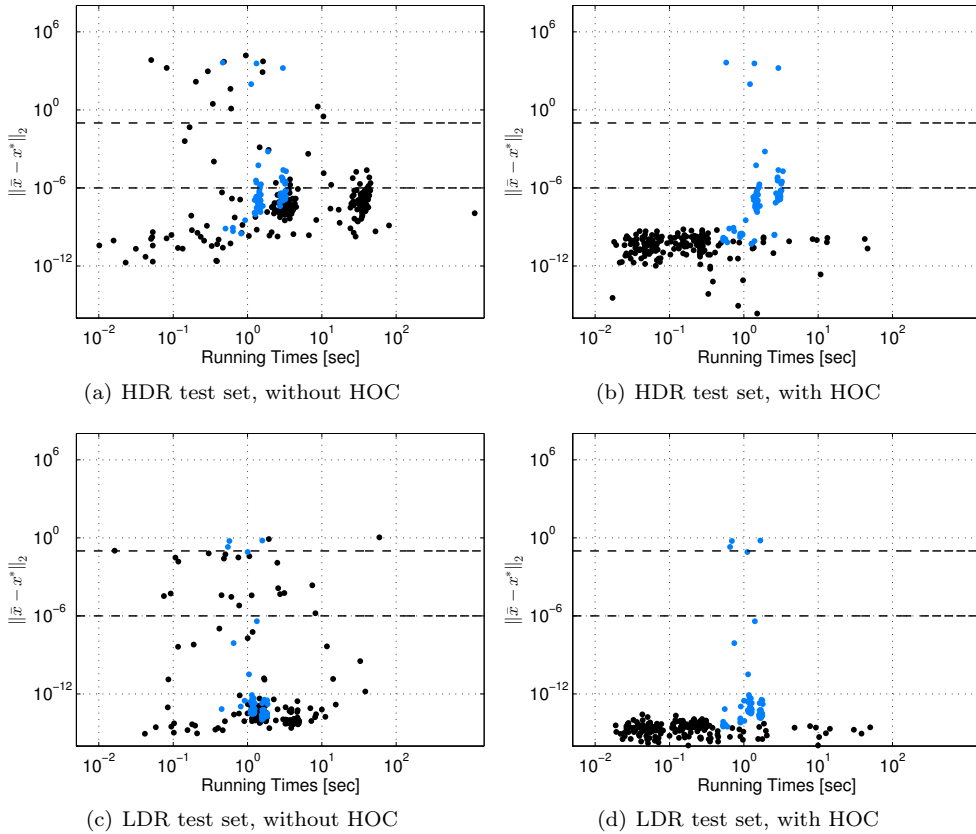 10^6
10^0
10^−6
10^−12
‖x̄ − x*‖_2
10^−2 10^−1 10^0 10^1 10^2
Running Times [sec]
(a) HDR test set, without HOC
10^6
10^0
10^−6
10^−12
‖x̄ − x*‖_2
10^−2 10^−1 10^0 10^1 10^2
Running Times [sec]
(b) HDR test set, with HOC
10^6
10^0
10^−6
10^−12
‖x̄ − x*‖_2
10^−2 10^−1 10^0 10^1 10^2
Running Times [sec]
(c) LDR test set, without HOC
10^6
10^0
10^−6
10^−12
‖x̄ − x*‖_2
10^−2 10^−1 10^0 10^1 10^2
Running Times [sec]
(d) LDR test set, with HOC